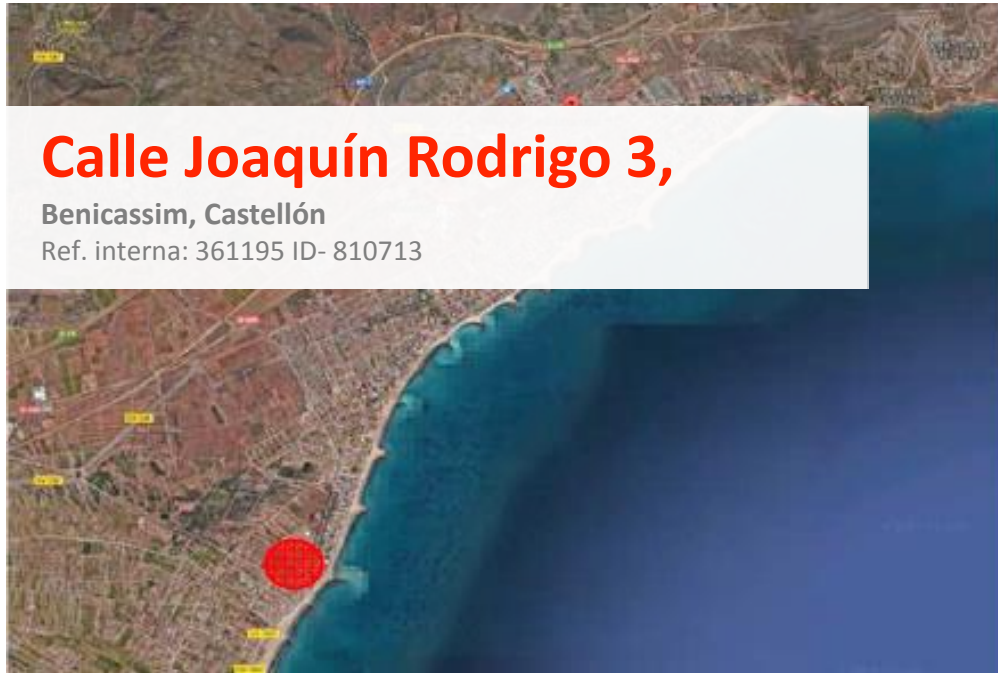 Calle Joaquín Rodrigo 3,
Benicassim, Castellón
Ref. interna: 361195 ID- 810713